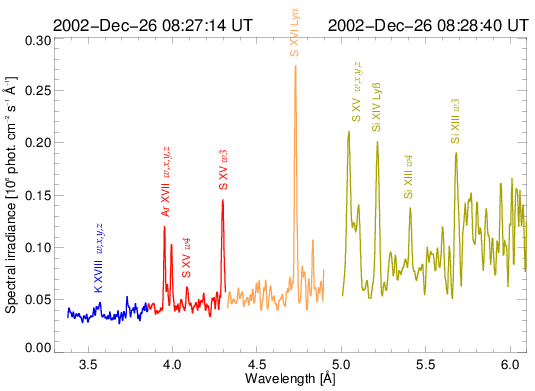 2002-Dec-26 08:27:14 UT
2002-Dec-26 08:28:40 UT
Spectral irradiance [10⁶ phot. cm⁻² s⁻¹ Å⁻¹]
0.30
0.25
0.20
0.15
0.10
0.05
0.00
K XVIII w,x,y,z
Ar XVII w,x,y,z
S XV w4
S XV w3
S XVI Lyα
S XV w,x,y,z
Si XIV Lyß
Si XIII w4
Si XIII w3
3.5 4.0 4.5 5.0 5.5 6.0
Wavelength [Å]